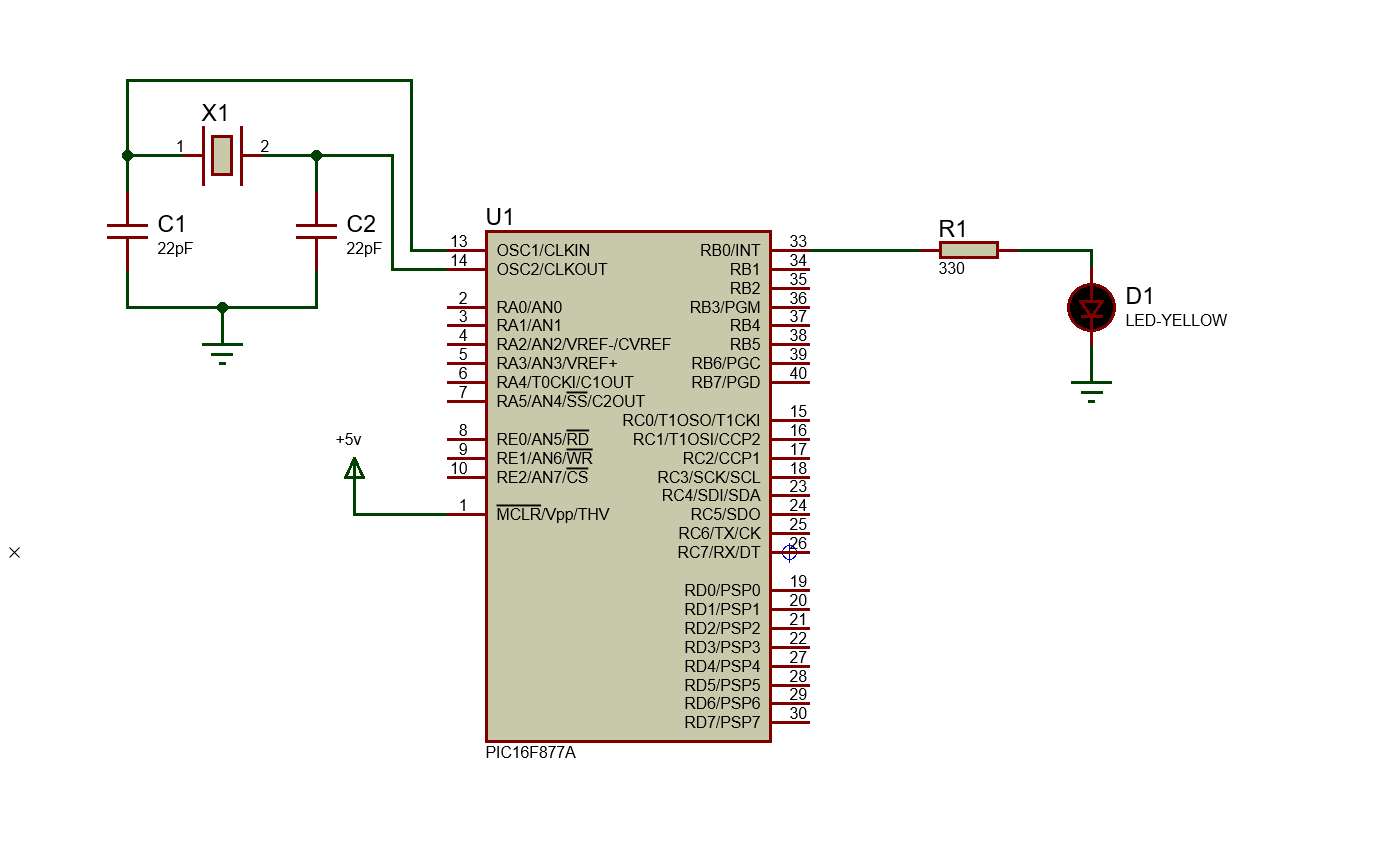 X1
1
2
C1
22pF
C2
22pF
U1
13
OSC1/CLKIN
14
OSC2/CLKOUT
2
RA0/AN0
3
RA1/AN1
4
RA2/AN2/VREF-/CVREF
5
RA3/AN3/VREF+
6
RA4/T0CKI/C1OUT
7
RA5/AN4/SS/C2OUT
8
RE0/AN5/RD
9
RE1/AN6/WR
10
RE2/AN7/CS
+5v
1
MCLR/Vpp/THV
RB0/INT
33
RB1
34
RB2
35
RB3/PGM
36
RB4
37
RB5
38
RB6/PGC
39
RB7/PGD
40
RC0/T1OSO/T1CKI
15
RC1/T1OSI/CCP2
16
RC2/CCP1
17
RC3/SCK/SCL
18
RC4/SDI/SDA
23
RC5/SDO
24
RC6/TX/CK
25
RC7/RX/DT
26
RD0/PSP0
19
RD1/PSP1
20
RD2/PSP2
21
RD3/PSP3
22
RD4/PSP4
27
RD5/PSP5
28
RD6/PSP6
29
RD7/PSP7
30
PIC16F877A
R1
330
D1
LED-YELLOW